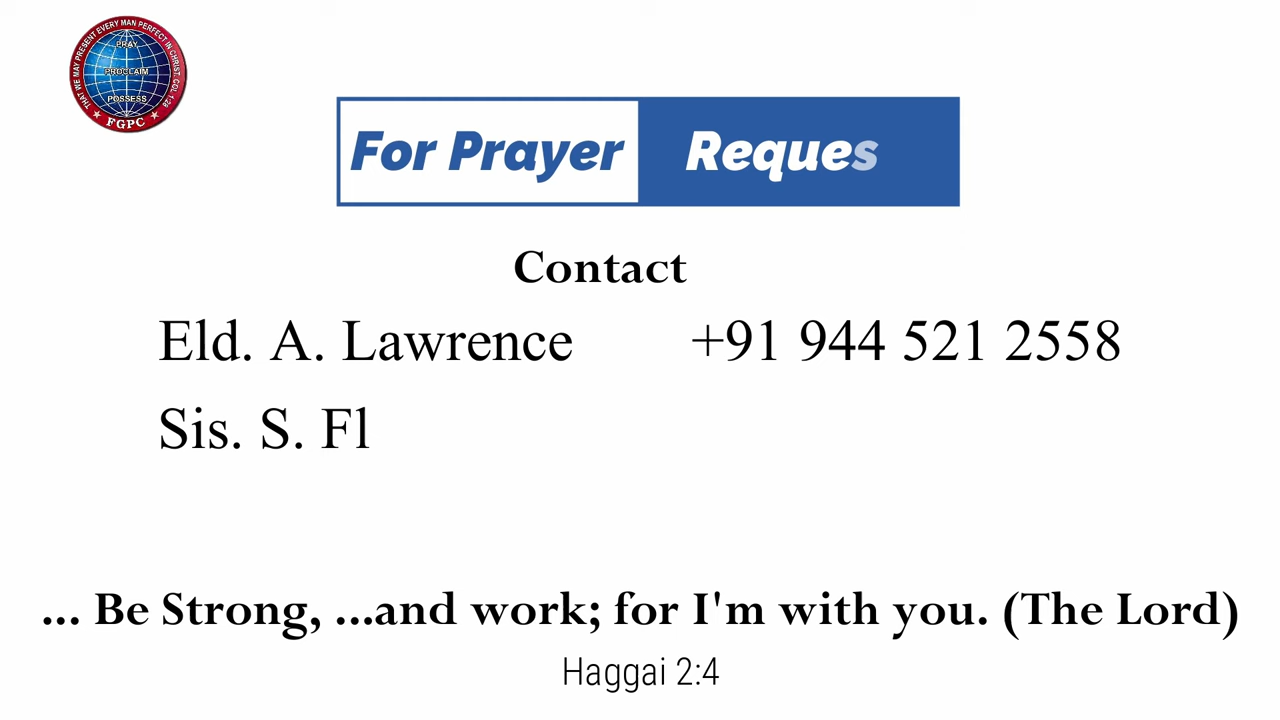 THAT WE MAY PRESENT EVERY MAN PERFECT IN CHRIST. COL 1:28
PRAY
PROCLAIM
POSSESS
FGPC
For Prayer Reques
Contact
Eld. A. Lawrence +91 944 521 2558
Sis. S. Fl
... Be Strong, ...and work; for I'm with you. (The Lord)
Haggai 2:4